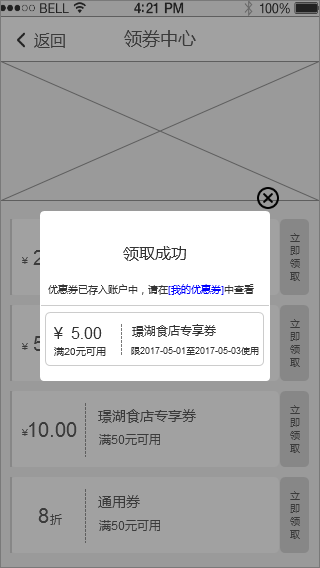 BELL 4:21 PM 100%
返回 领券中心
领取成功
优惠券已存入账户中，请在[我的优惠券]中查看
¥ 5.00 璟湖食店专享券
满20元可用 限2017-05-01至2017-05-03使用
¥ 2
立即领取
¥ 5
立即领取
¥10.00 璟湖食店专享券
满50元可用
立即领取
8折 通用券
满50元可用
立即领取